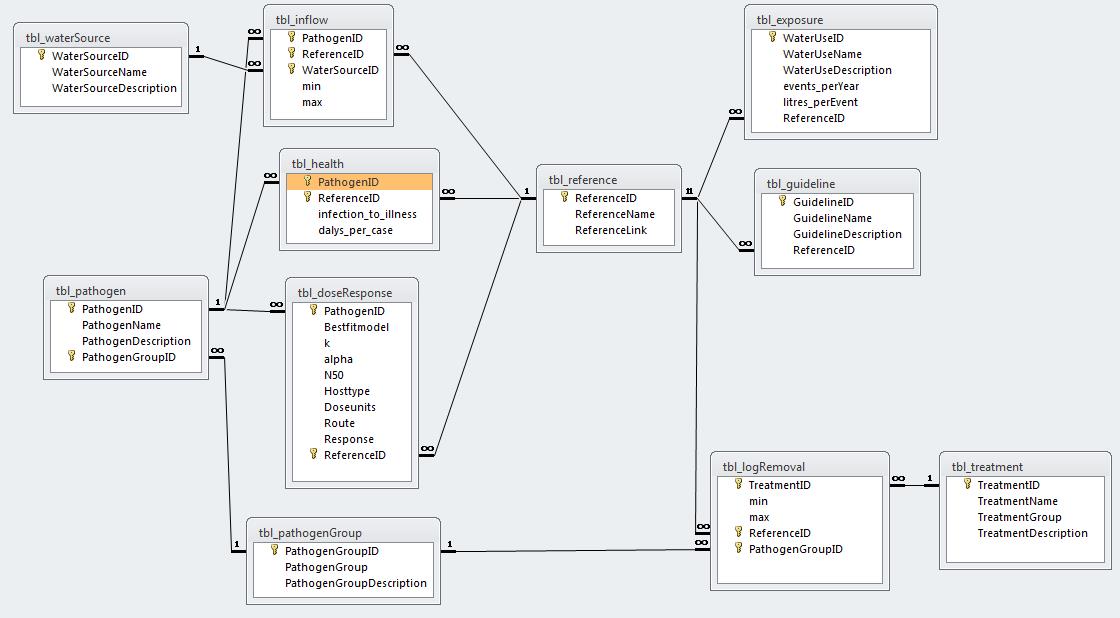 tbl_waterSource
WaterSourceID
WaterSourceName
WaterSourceDescription
tbl_inflow
PathogenID
ReferenceID
WaterSourceID
min
max
tbl_exposure
WaterUseID
WaterUseName
WaterUseDescription
events_perYear
litres_perEvent
ReferenceID
tbl_health
PathogenID
ReferenceID
infection_to_illness
dalys_per_case
tbl_reference
ReferenceID
ReferenceName
ReferenceLink
tbl_guideline
GuidelineID
GuidelineName
GuidelineDescription
ReferenceID
tbl_pathogen
PathogenID
PathogenName
PathogenDescription
PathogenGroupID
tbl_doseResponse
PathogenID
Bestfitmodel
k
alpha
N50
Hosttype
Doseunits
Route
Response
ReferenceID
tbl_pathogenGroup
PathogenGroupID
PathogenGroup
PathogenGroupDescription
tbl_logRemoval
TreatmentID
min
max
ReferenceID
PathogenGroupID
tbl_treatment
TreatmentID
TreatmentName
TreatmentGroup
TreatmentDescription
1
∞
∞
∞
1
∞
∞
∞
1
∞
∞
1
∞
∞
∞
1
1
∞
∞
∞
1